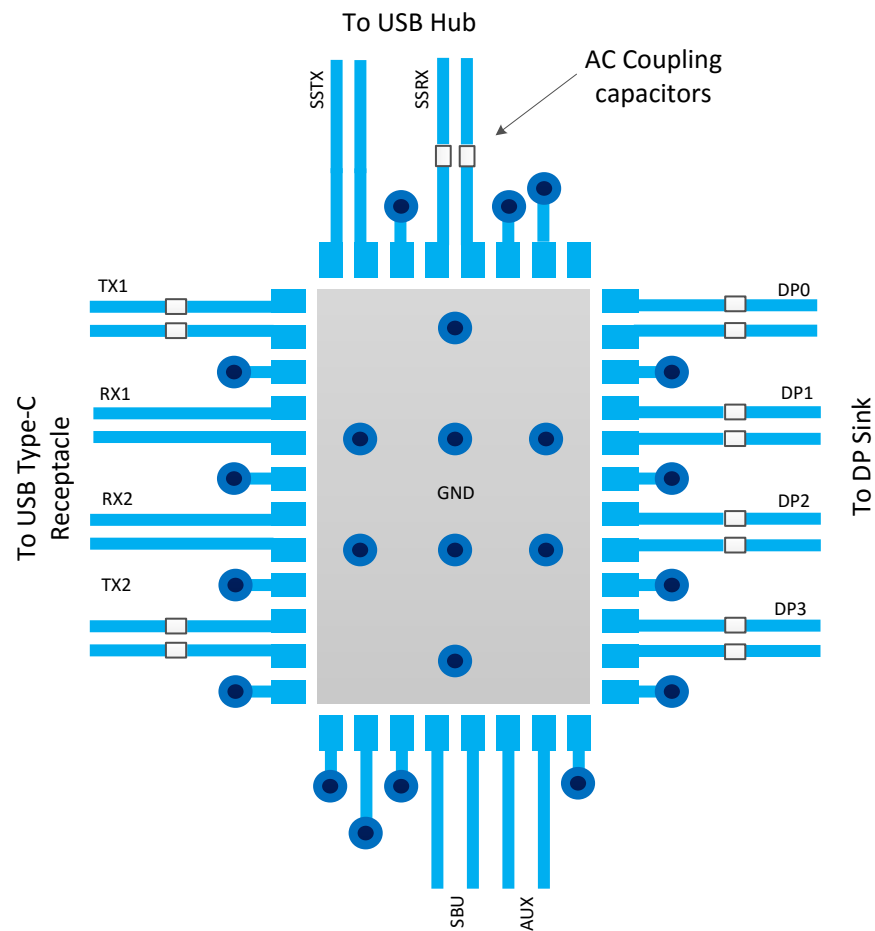 To USB Hub
SSTX
SSRX
AC Coupling
capacitors
TX1
DP0
RX1
DP1
To USB Type-C
Receptacle
GND
To DP Sink
RX2
DP2
TX2
DP3
SBU
AUX